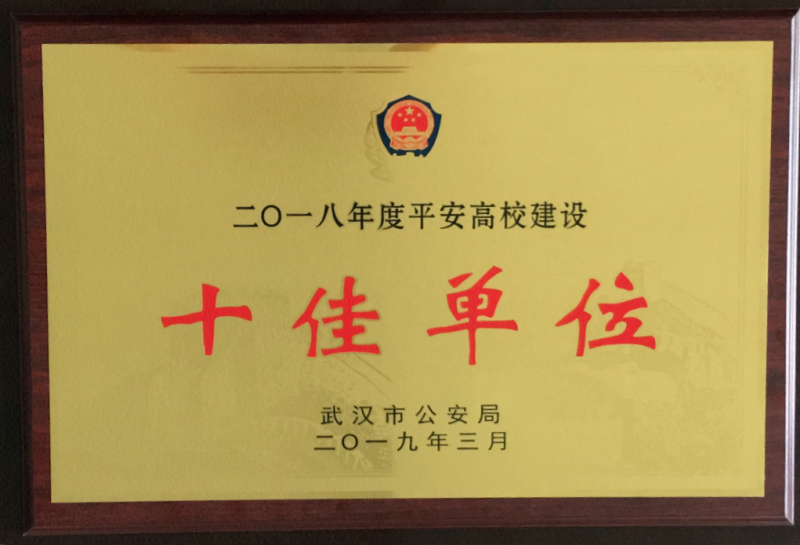 二〇一八年度平安高校建设
十佳单位
武汉市公安局
二〇一九年三月